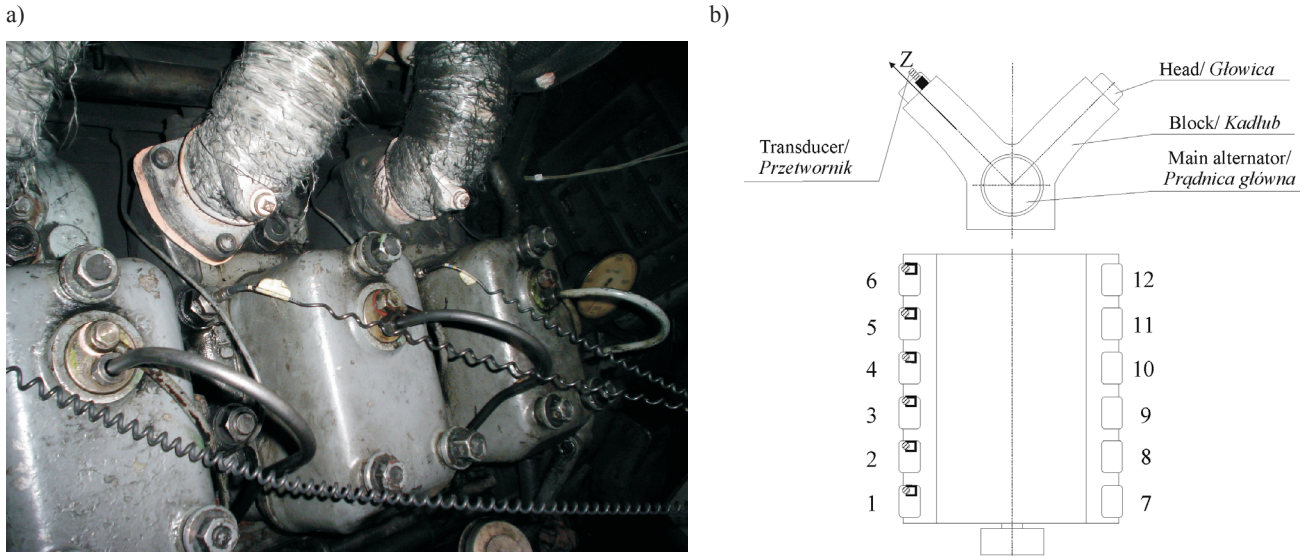 a)
b)
Z
Head/ Głowica
Block/ Kadłub
Transducer/
Przetwornik
Main alternator/
Prądnica główna
6
12
5
11
4
10
3
9
2
8
1
7